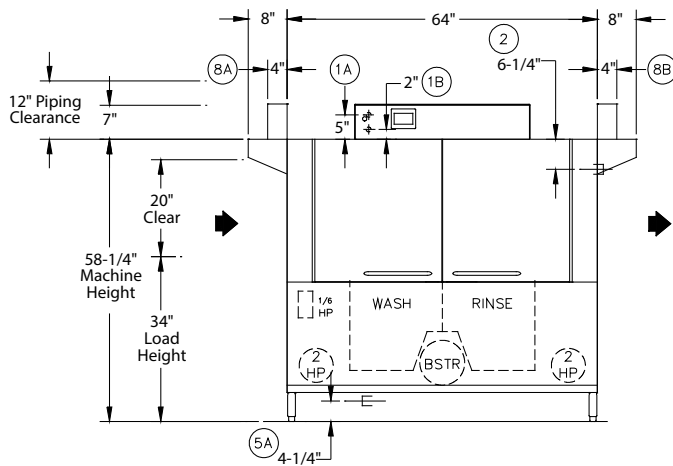 8"
64"
8"
8A
4"
1A
2"
1B
2
6-1/4"
4"
8B
12" Piping
Clearance
7"
5"
20"
Clear
58-1/4"
Machine
Height
34"
Load
Height
1/6
HP
WASH
RINSE
2
HP
BSTR
2
HP
5A
4-1/4"